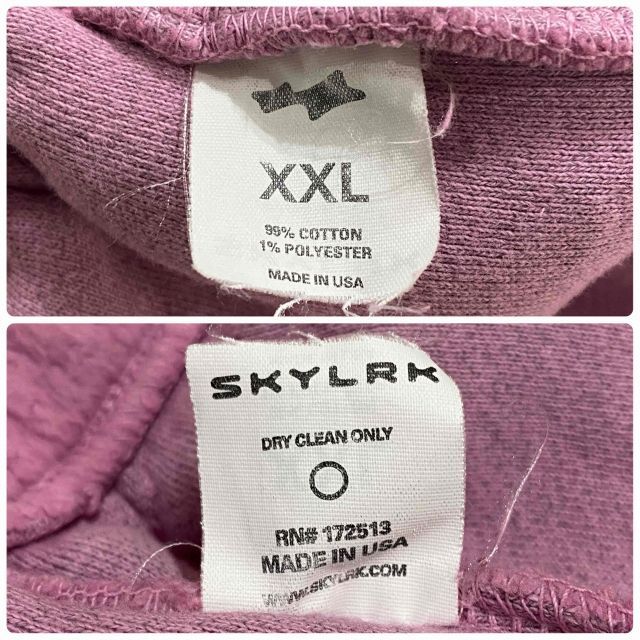 XXL
99% COTTON
1% POLYESTER
MADE IN USA
SKYLRK
DRY CLEAN ONLY
RN# 172513
MADE IN USA
WWW.SKYLRK.COM